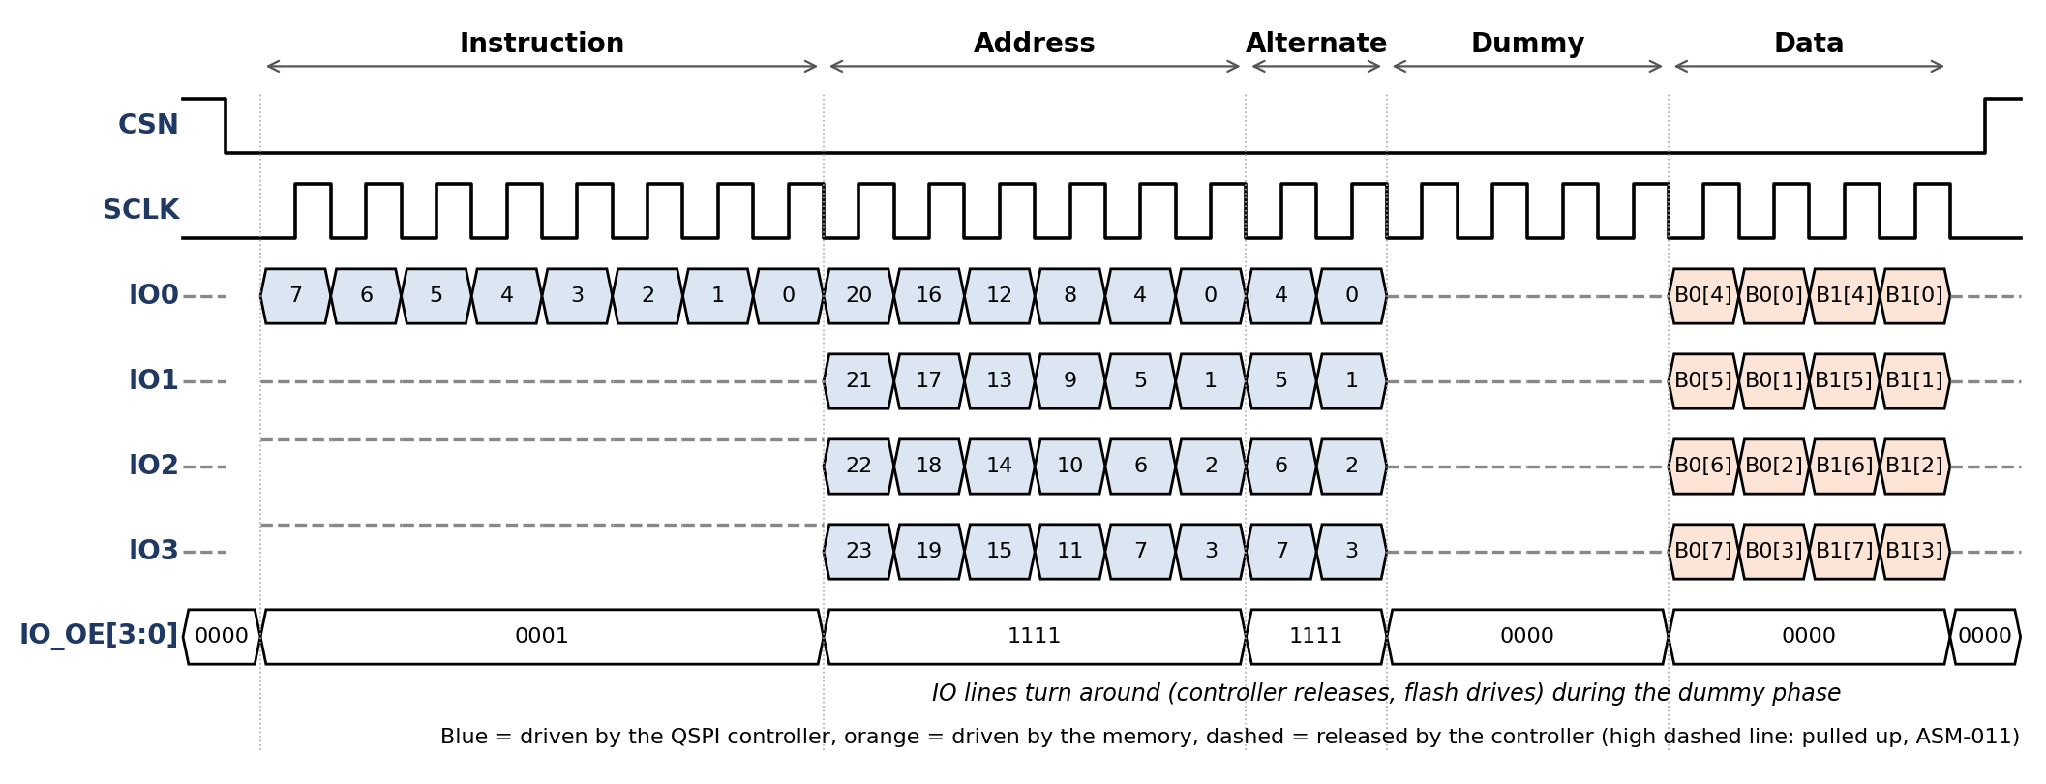 Instruction Address Alternate Dummy Data
CSN
SCLK
IO0 7 6 5 4 3 2 1 0 20 16 12 8 4 0 4 0 B0[4] B0[0] B1[4] B1[0]
IO1 21 17 13 9 5 1 5 1 B0[5] B0[1] B1[5] B1[1]
IO2 22 18 14 10 6 2 6 2 B0[6] B0[2] B1[6] B1[2]
IO3 23 19 15 11 7 3 7 3 B0[7] B0[3] B1[7] B1[3]
IO_OE[3:0] 0000 0001 1111 1111 0000 0000 0000
IO lines turn around (controller releases, flash drives) during the dummy phase
Blue = driven by the QSPI controller, orange = driven by the memory, dashed = released by the controller (high dashed line: pulled up, ASM-011)